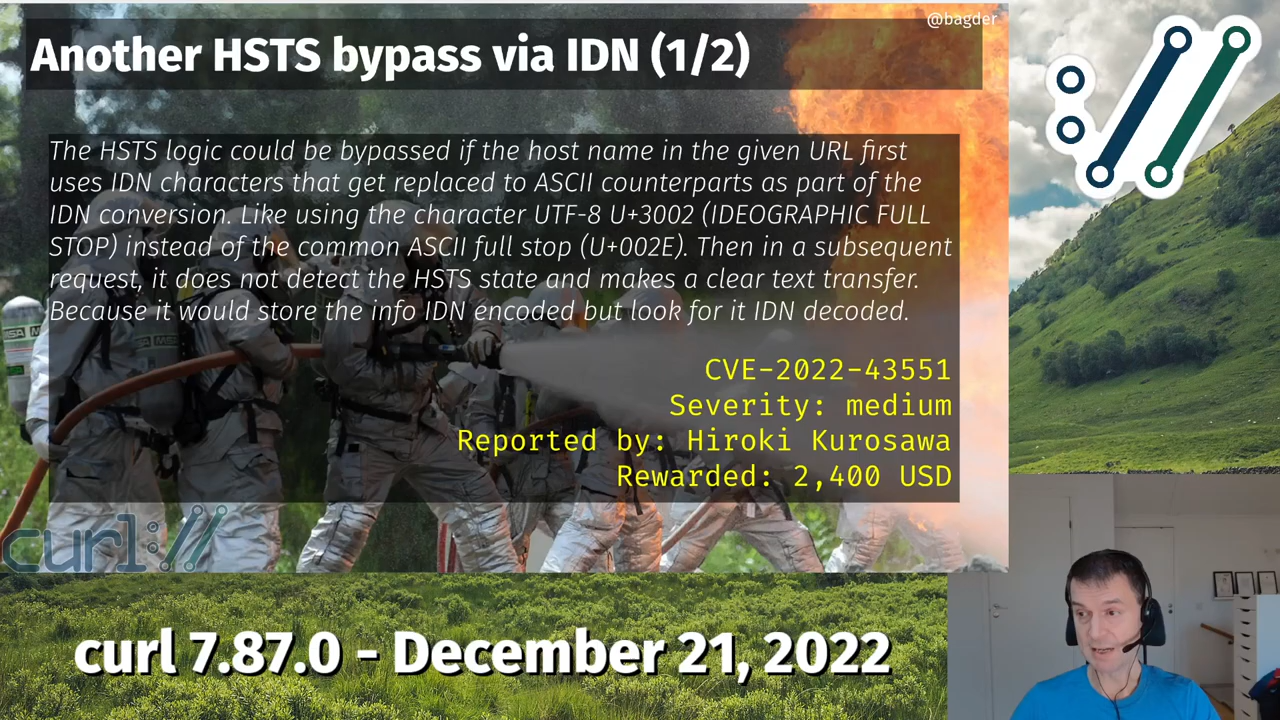 @bagder
Another HSTS bypass via IDN (1/2)
The HSTS logic could be bypassed if the host name in the given URL first
uses IDN characters that get replaced to ASCII counterparts as part of the
IDN conversion. Like using the character UTF-8 U+3002 (IDEOGRAPHIC FULL
STOP) instead of the common ASCII full stop (U+002E). Then in a subsequent
request, it does not detect the HSTS state and makes a clear text transfer.
Because it would store the info IDN encoded but look for it IDN decoded.
MSA
MSA
CVE-2022-43551
Severity: medium
Reported by: Hiroki Kurosawa
Rewarded: 2,400 USD
curl://
curl 7.87.0 - December 21, 2022